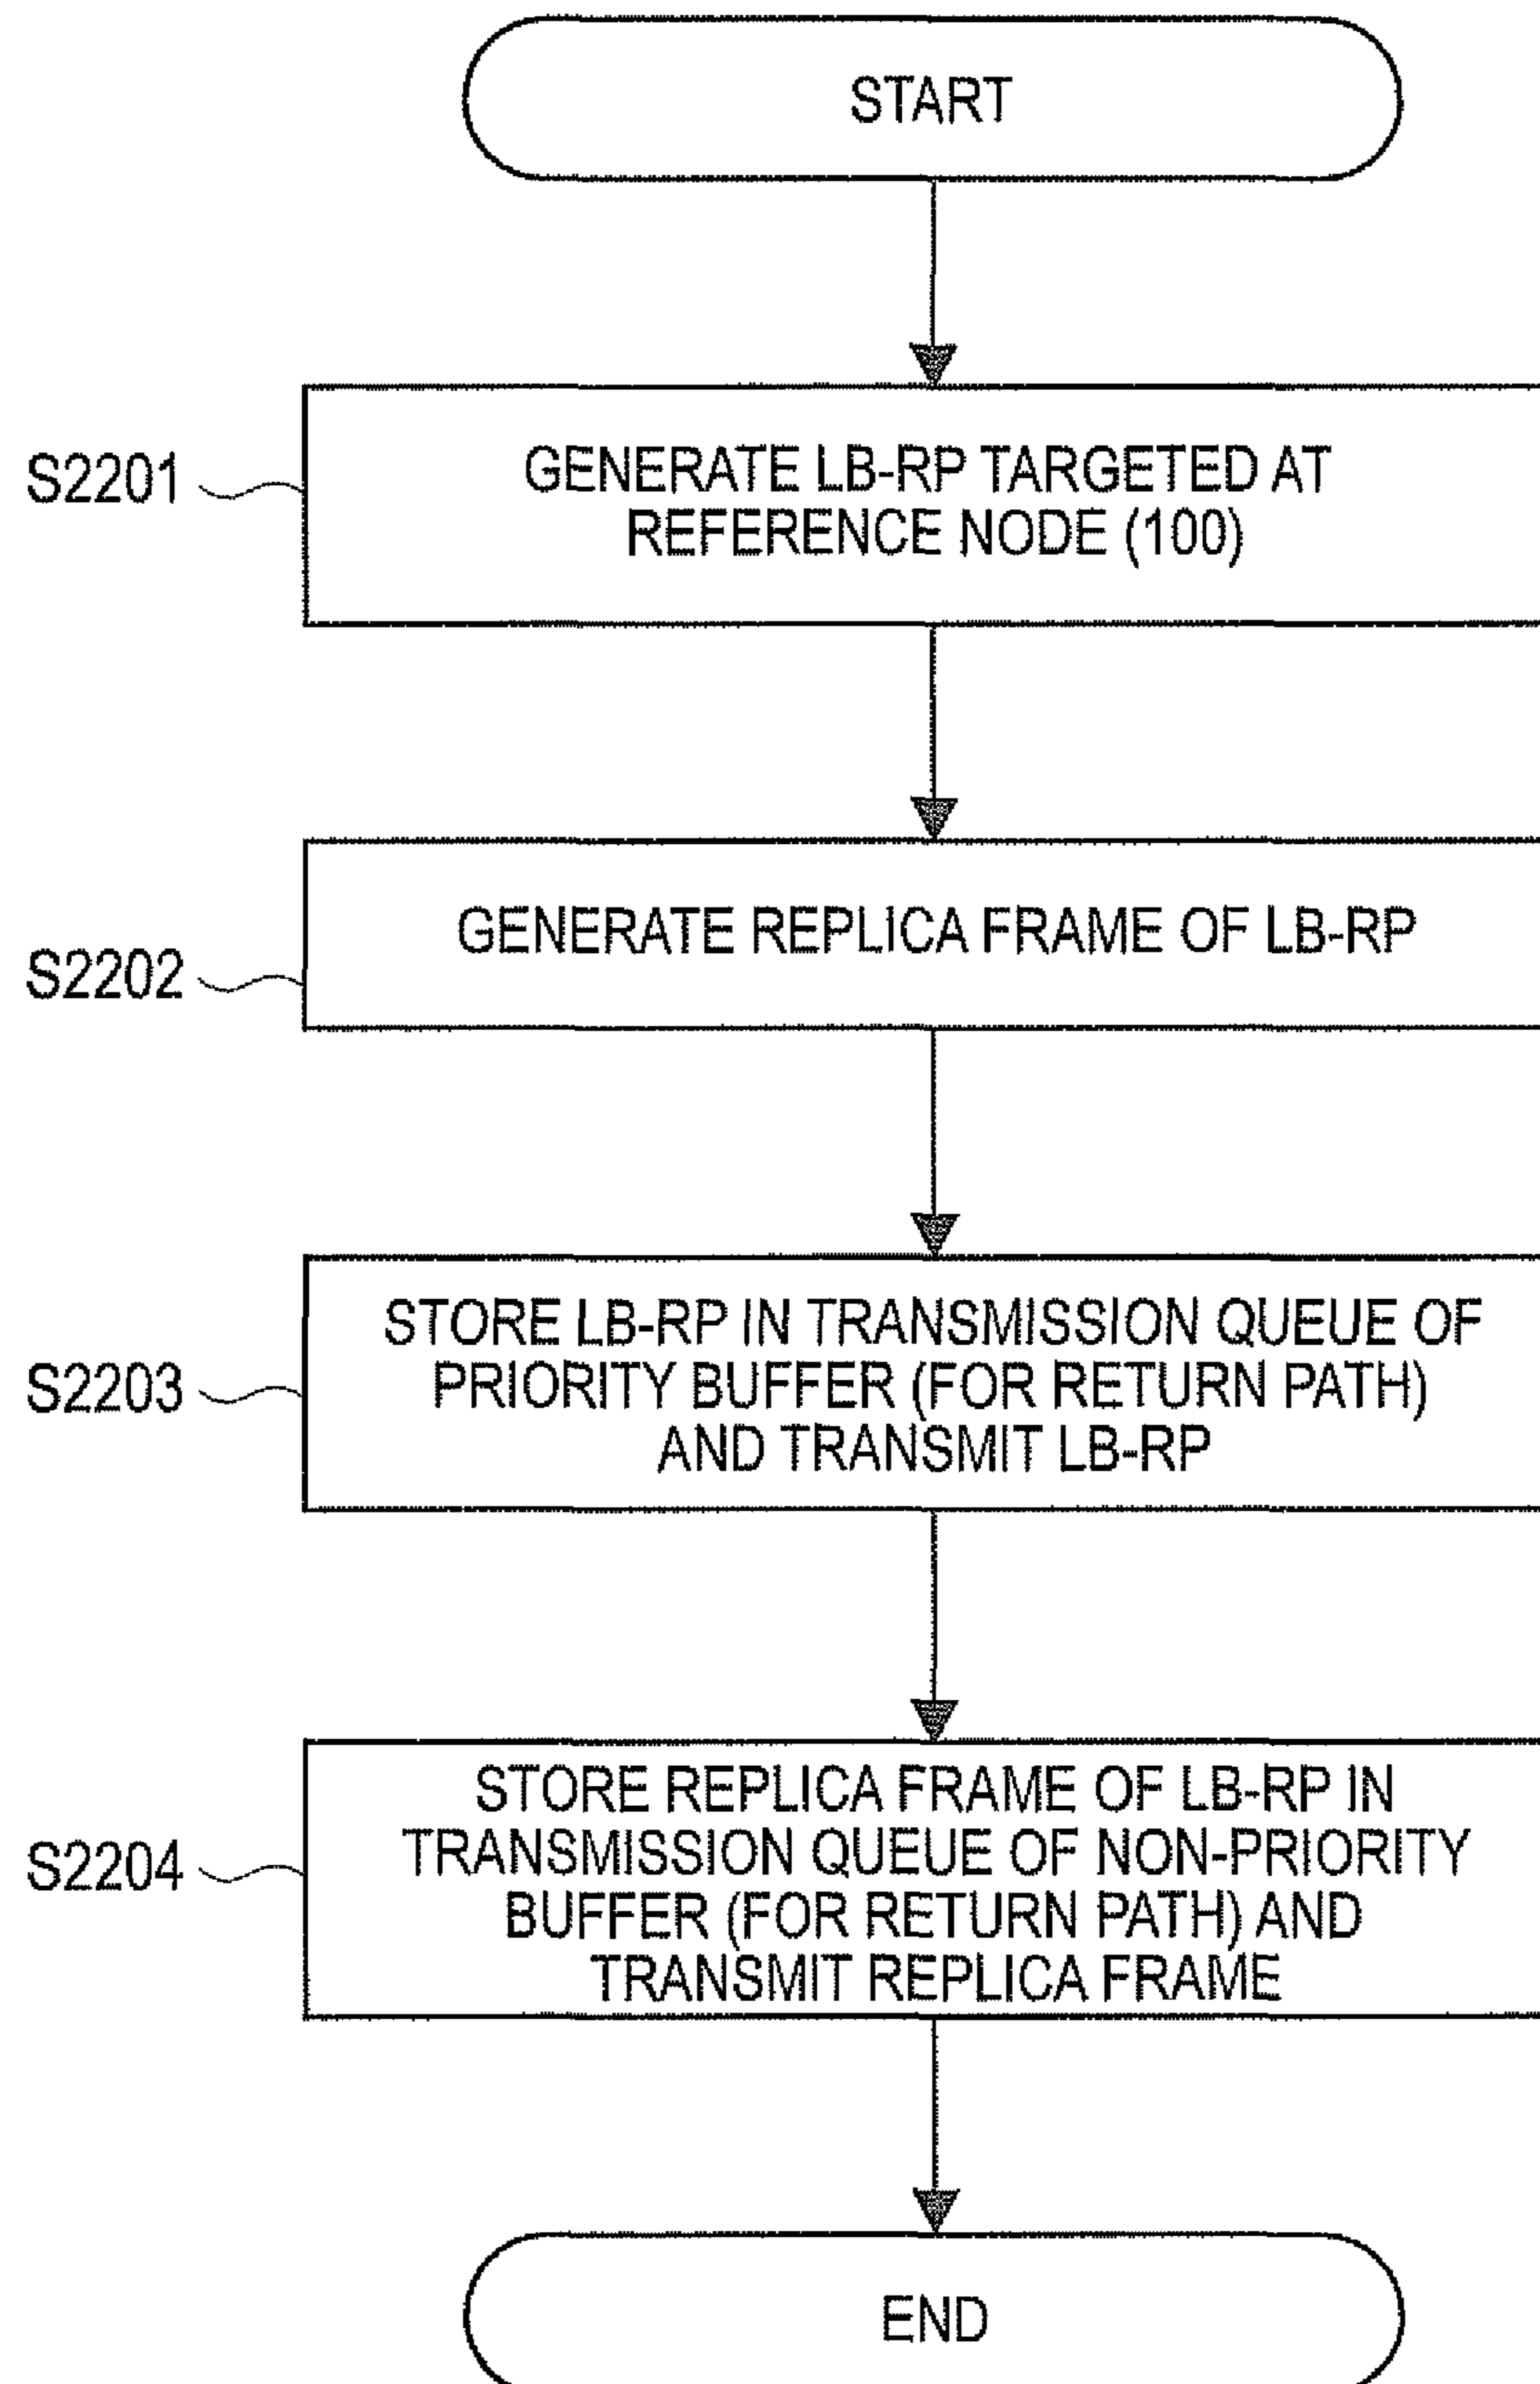 START
S2201
GENERATE LB-RP TARGETED AT
REFERENCE NODE (100)
S2202
GENERATE REPLICA FRAME OF LB-RP
S2203
STORE LB-RP IN TRANSMISSION QUEUE OF
PRIORITY BUFFER (FOR RETURN PATH)
AND TRANSMIT LB-RP
S2204
STORE REPLICA FRAME OF LB-RP IN
TRANSMISSION QUEUE OF NON-PRIORITY
BUFFER (FOR RETURN PATH) AND
TRANSMIT REPLICA FRAME
END